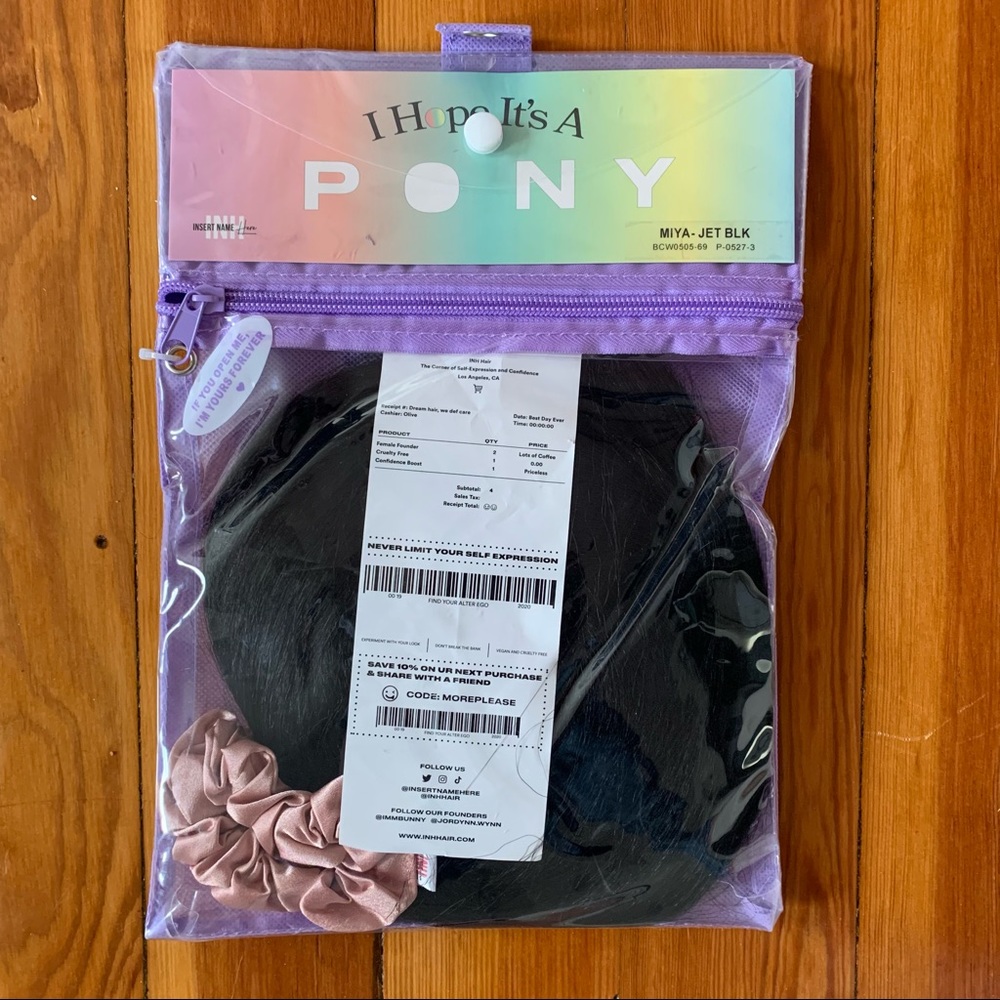 I Hope It's A
PONY
INH
INSERT NAME Here
MIYA- JET BLK
BCW0505-69 P-0527-3
IF YOU OPEN ME,
I'M YOURS FOREVER
INH Hair
The Corner of Self-Expression and Confidence
Los Angeles, CA
Receipt #: Dream hair, we def care
Cashier: Olive
Date: Best Day Ever
Time: 00:00:00
PRODUCT QTY PRICE
Female Founder 2 Lots of Coffee
Cruelty Free 1 0.00
Confidence Boost 1 Priceless
Subtotal: 4
Sales Tax:
Receipt Total:
NEVER LIMIT YOUR SELF EXPRESSION
00 19 FIND YOUR ALTER EGO 2020
EXPERIMENT WITH YOUR LOOK DON'T BREAK THE BANK VEGAN AND CRUELTY FREE
SAVE 10% ON UR NEXT PURCHASE
& SHARE WITH A FRIEND
CODE: MOREPLEASE
00 19 FIND YOUR ALTER EGO 2020
FOLLOW US
@INSERTNAMEHERE
@INHHAIR
FOLLOW OUR FOUNDERS
@IMMBUNNY @JORDYNN.WYNN
WWW.INHHAIR.COM